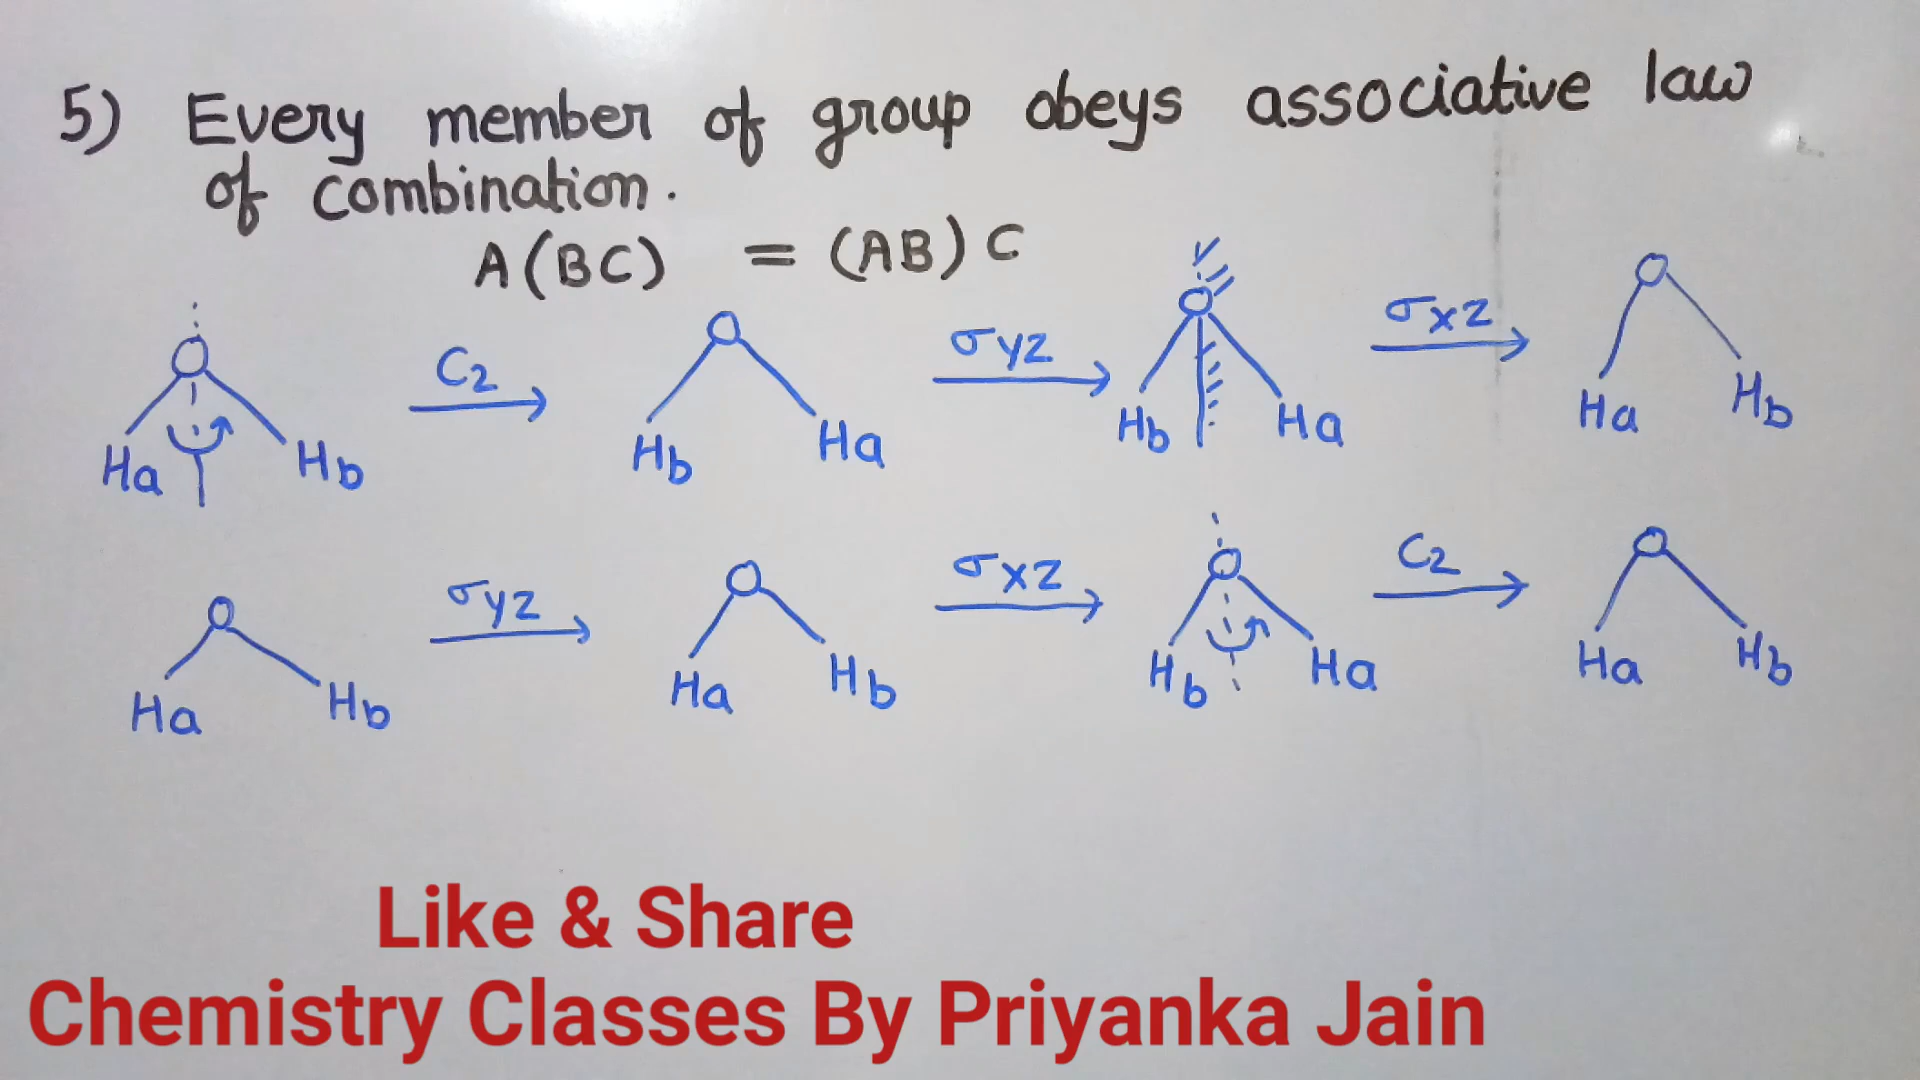 5) Every member of group obeys associative law
of combination.
A(BC) = (AB)C
C2 σyz σxz
Ha Hb Hb Ha Hb Ha Ha Hb
σyz σxz C2
Ha Hb Ha Hb Hb Ha Ha Hb
Like & Share
Chemistry Classes By Priyanka Jain